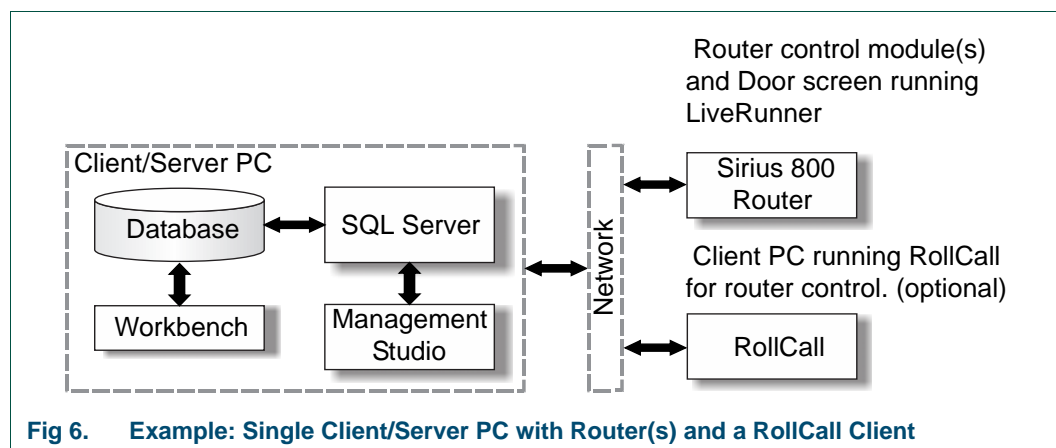 Router control module(s)
and Door screen running
LiveRunner
Client/Server PC
Database
SQL Server
Workbench
Management
Studio
Network
Sirius 800
Router
Client PC running RollCall
for router control. (optional)
RollCall
Fig 6. Example: Single Client/Server PC with Router(s) and a RollCall Client